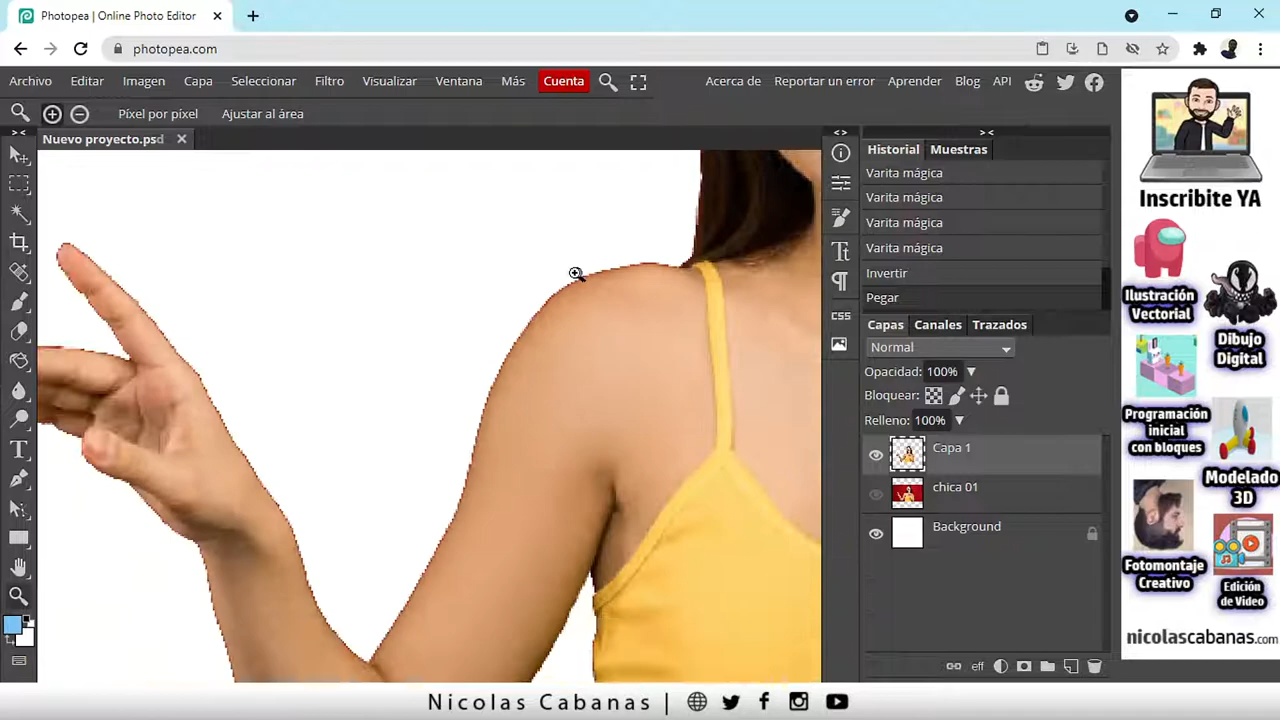 Photopea | Online Photo Editor
photopea.com
Archivo Editar Imagen Capa Seleccionar Filtro Visualizar Ventana Más Cuenta Acerca de Reportar un error Aprender Blog API
Píxel por píxel Ajustar al área
Nuevo proyecto.psd
Historial Muestras
Varita mágica
Varita mágica
Varita mágica
Varita mágica
Invertir
Pegar
CSS
Capas Canales Trazados
Normal
Opacidad: 100%
Bloquear:
Relleno: 100%
Capa 1
chica 01
Background
eff
Inscribite YA
Ilustración
Vectorial
Dibujo
Digital
Programación
inicial
con bloques
Modelado
3D
Fotomontaje
Creativo
Edición
de Video
nicolascabanas.com
Nicolas Cabanas |